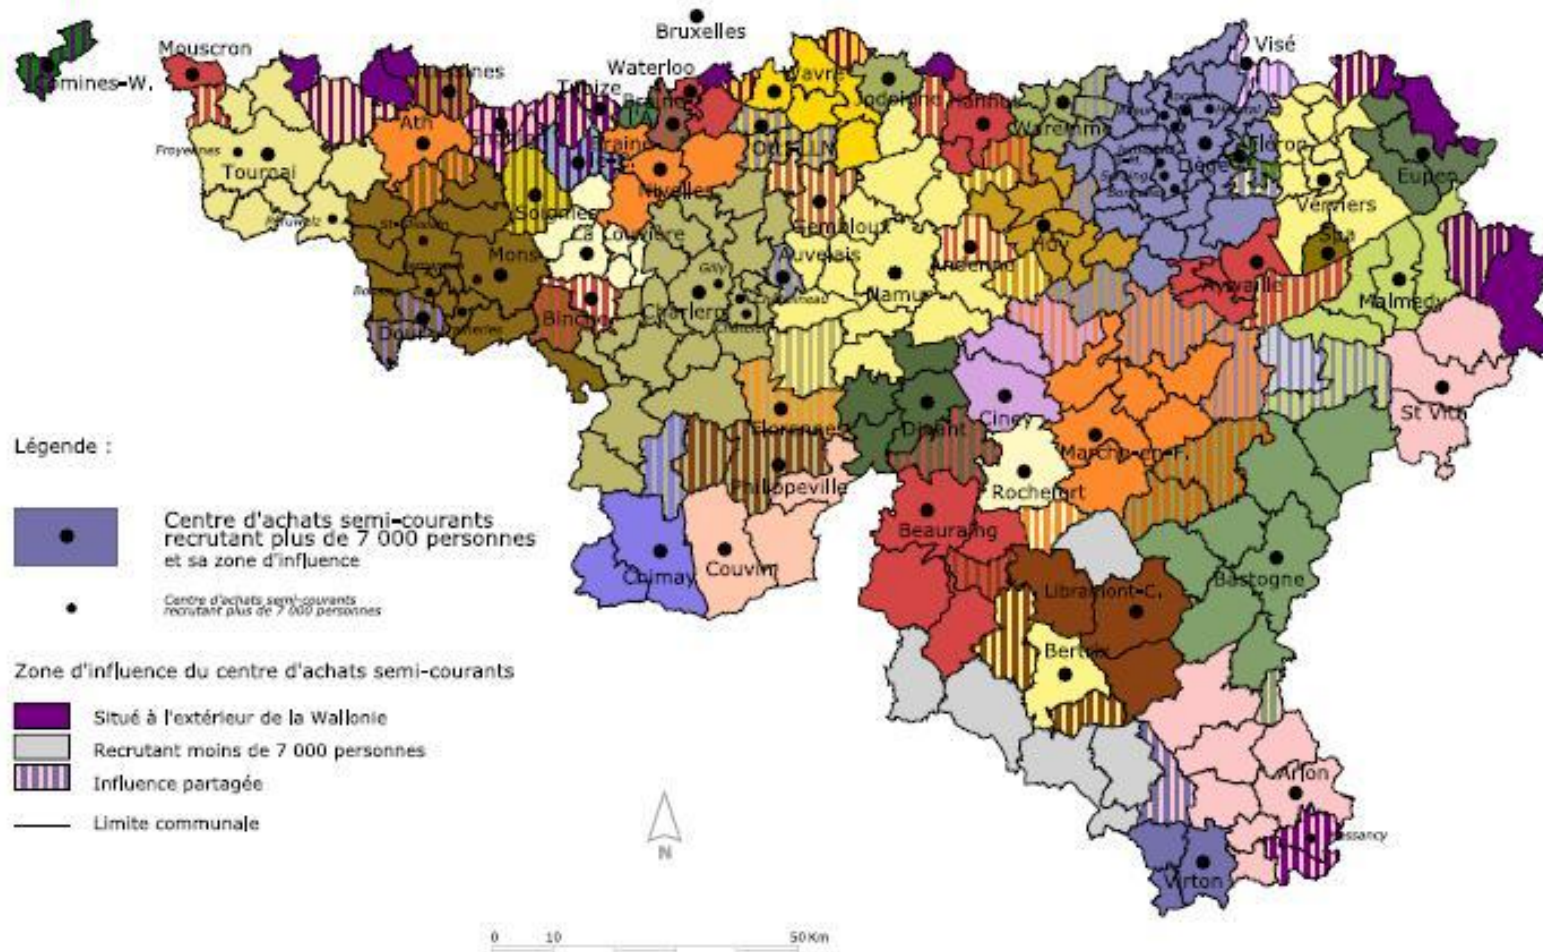 Bruxelles
Mouscron
Visé
Waterloo
Wavre
Tubize
Jodoigne
Hannut
Waremme
Ath
Froyennes
Tournai
Liège
Fléron
Eupen
Verviers
Nivelles
Soignies
Gembloux
Péruwelz
La Louvière
Huy
Spa
Mons
Auvelais
Gilly
Andenne
Namur
Aywaille
Malmedy
Charleroi
Binche
Dour
Ciney
St Vith
Florennes
Dinant
Légende :
Marche-en-F.
Philippeville
Rochefort
Centre d'achats semi-courants
recrutant plus de 7 000 personnes
et sa zone d'influence
Beauraing
Chimay
Couvin
Bastogne
Libramont-C.
Centre d'achats semi-courants
recrutant plus de 7 000 personnes
Bertrix
Zone d'influence du centre d'achats semi-courants
Situé à l'extérieur de la Wallonie
Recrutant moins de 7 000 personnes
Influence partagée
Limite communale
Arlon
N
Virton
0 10 50 Km